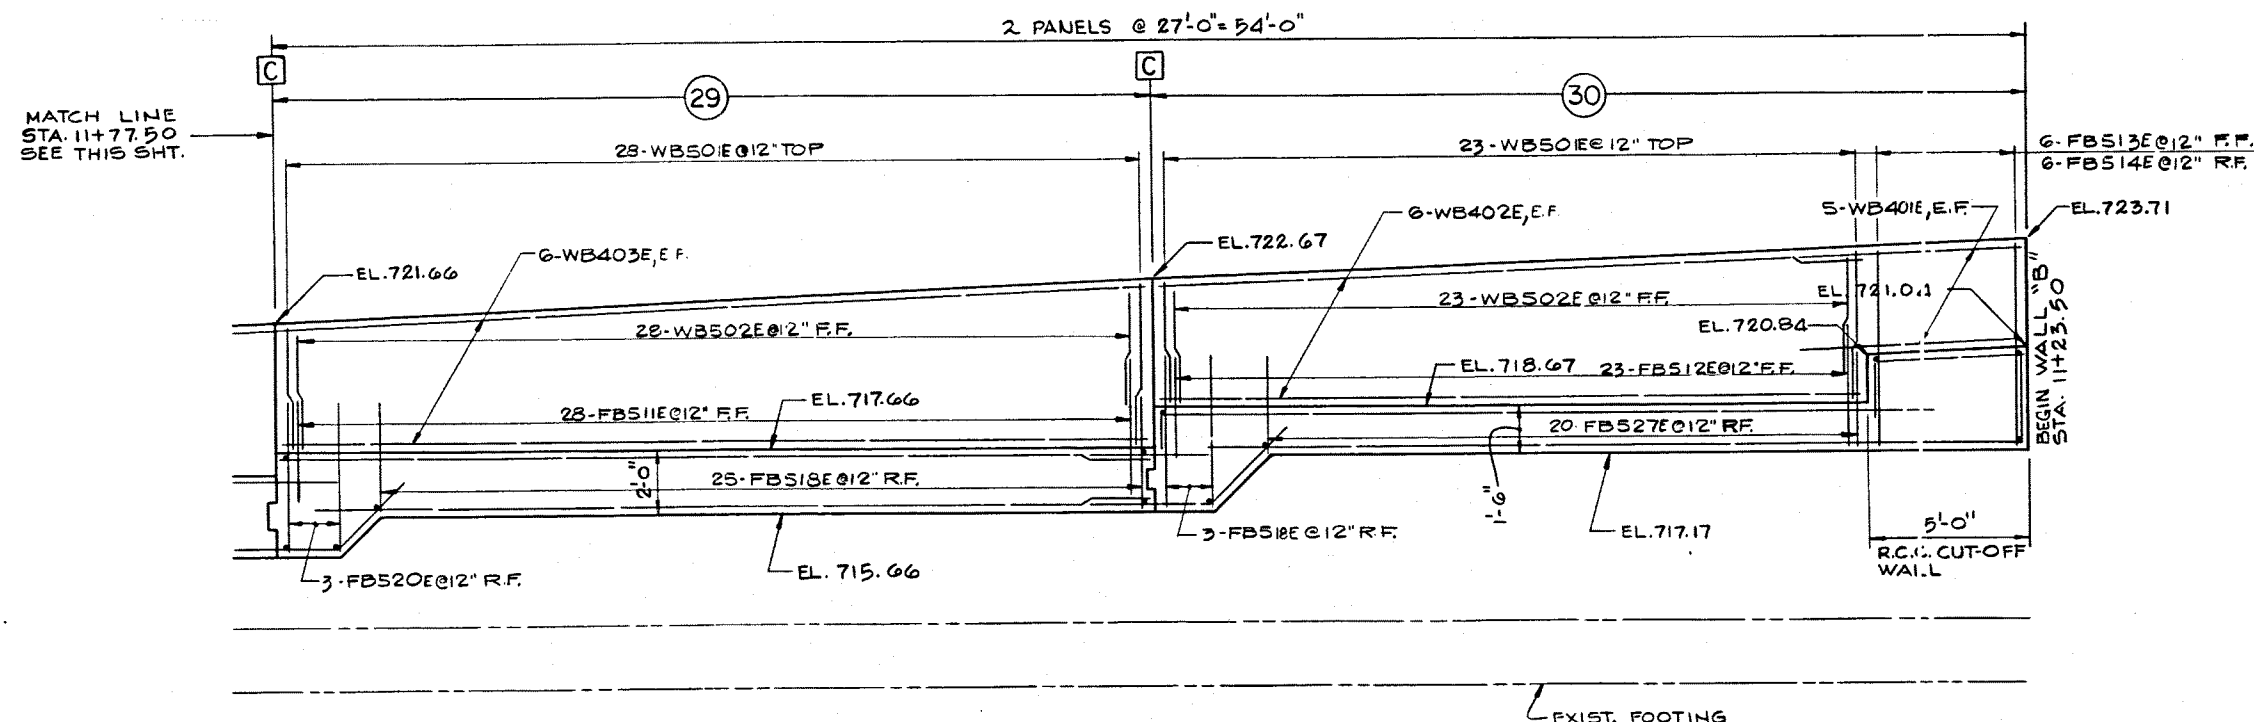 2 PANELS @ 27'-0" = 54'-0"
C
C
29
30
MATCH LINE
STA. 11+77.50
SEE THIS SHT.
28-WB501E@12" TOP
23-WB501E@12" TOP
6-FB513E@12" F.F.
6-FB514E@12" R.F.
6-WB403E, E.F.
EL.721.66
EL.722.67
6-WB402E, E.F.
5-WB401E, E.F.
EL.723.71
28-WB502E@12" F.F.
23-WB502E@12" F.F.
EL. 721.01
EL.720.84
BEGIN WALL "B"
STA. 11+23.50
28-FB511E@12" F.F.
EL.717.66
EL.718.67
23-FB512E@12" F.F.
2'-0"
25-FB518E@12" R.F.
1'-6"
20-FB527E@12" R.F.
3-FB520E@12" R.F.
EL. 715.66
3-FB518E@12" R.F.
EL.717.17
5'-0"
R.C.C. CUT-OFF
WALL
EXIST. FOOTING